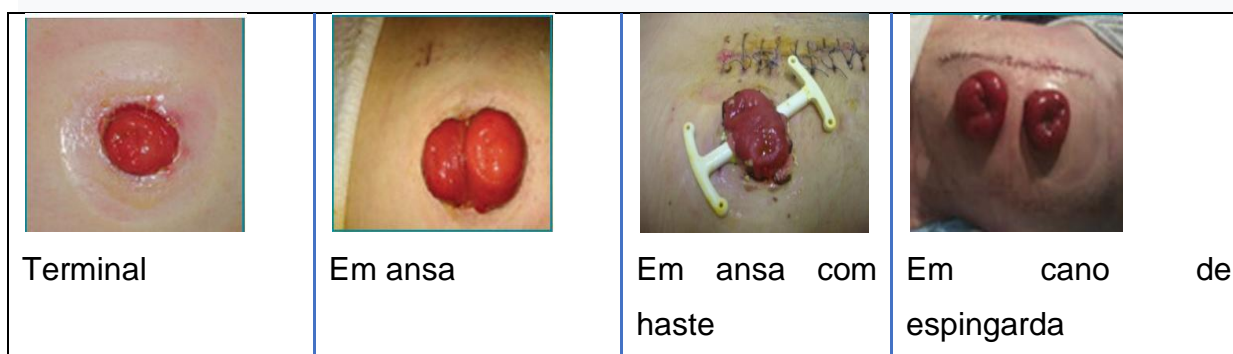 Terminal
Em ansa
Em ansa com
haste
Em cano de
espingarda